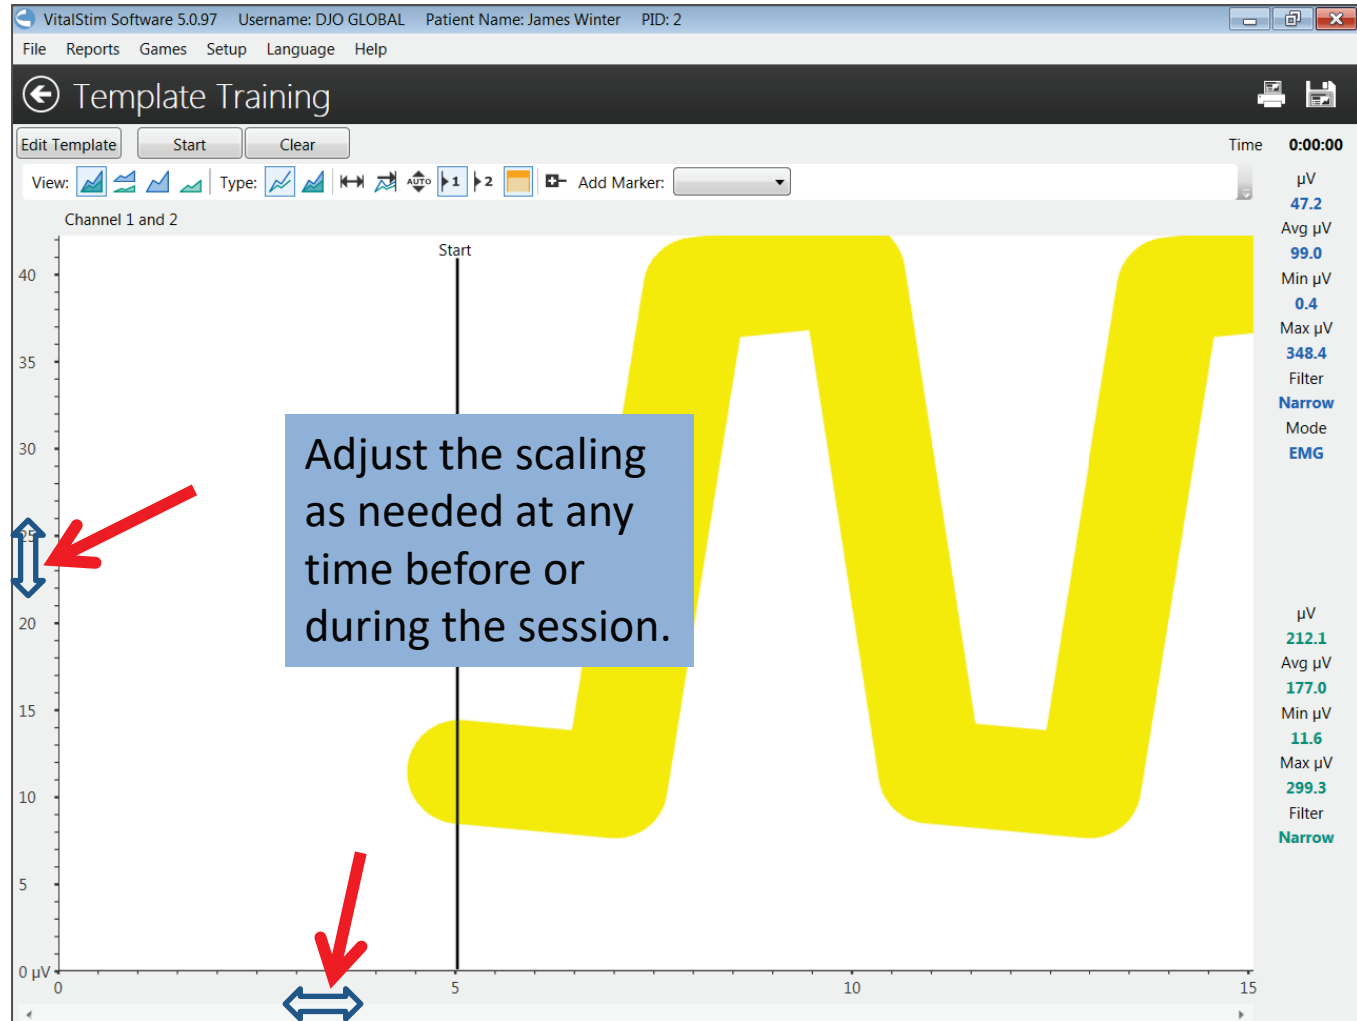 VitalStim Software 5.0.97 Username: DJO GLOBAL Patient Name: James Winter PID: 2
File Reports Games Setup Language Help
Template Training
Edit Template Start Clear Time 0:00:00
View: Type: AUTO 1 2 Add Marker:
Channel 1 and 2
Start
40
35
30
25
20
15
10
5
0 µV
0 5 10 15
Adjust the scaling
as needed at any
time before or
during the session.
µV
47.2
Avg µV
99.0
Min µV
0.4
Max µV
348.4
Filter
Narrow
Mode
EMG
µV
212.1
Avg µV
177.0
Min µV
11.6
Max µV
299.3
Filter
Narrow